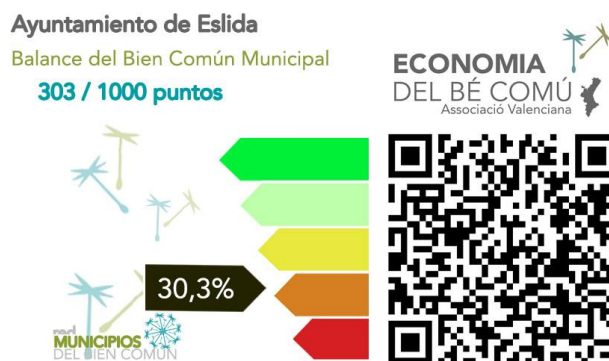 Ayuntamiento de Eslida
Balance del Bien Común Municipal
303 / 1000 puntos
ECONOMIA
DEL BÉ COMÚ
Associació Valenciana
30,3%
red
MUNICIPIOS
DEL BIEN COMÚN